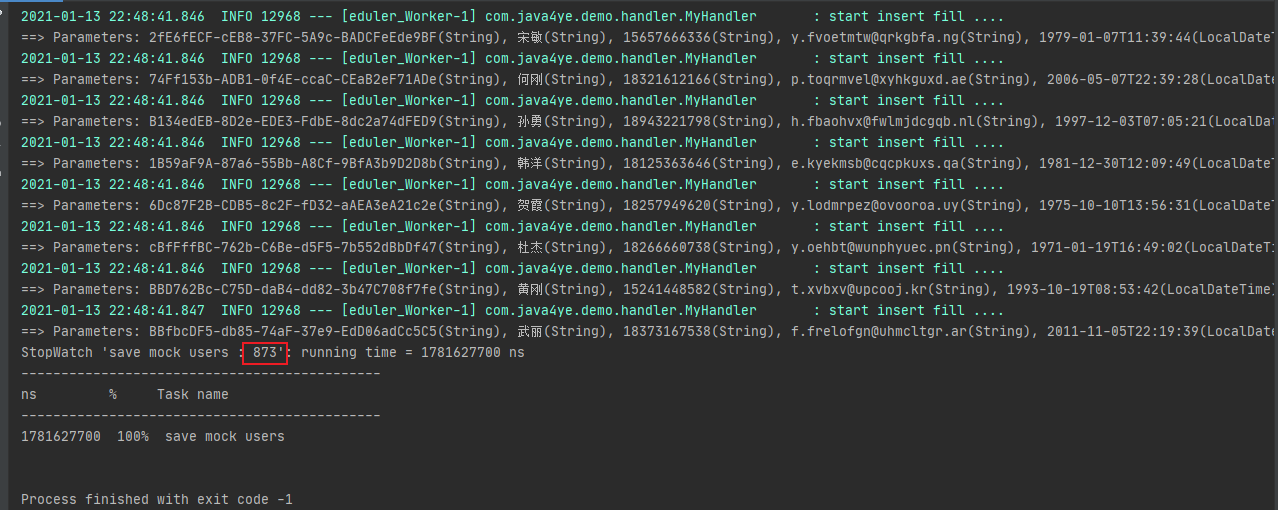 2021-01-13 22:48:41.846  INFO 12968 --- [eduler_Worker-1] com.java4ye.demo.handler.MyHandler       : start insert fill ....
==> Parameters: 2fE6fECF-cEB8-37FC-5A9c-BADCFeEde9BF(String), 宋敏(String), 15657666336(String), y.fvoetmtw@qrkgbfa.ng(String), 1979-01-07T11:39:44(LocalDateT
2021-01-13 22:48:41.846  INFO 12968 --- [eduler_Worker-1] com.java4ye.demo.handler.MyHandler       : start insert fill ....
==> Parameters: 74Ff153b-ADB1-0f4E-ccaC-CEaB2eF71ADe(String), 何刚(String), 18321612166(String), p.toqrmvel@xyhkguxd.ae(String), 2006-05-07T22:39:28(LocalDate
2021-01-13 22:48:41.846  INFO 12968 --- [eduler_Worker-1] com.java4ye.demo.handler.MyHandler       : start insert fill ....
==> Parameters: B134edEB-8D2e-EDE3-FdbE-8dc2a74dFED9(String), 孙勇(String), 18943221798(String), h.fbaohvx@fwlmjdcgqb.nl(String), 1997-12-03T07:05:21(LocalDat
2021-01-13 22:48:41.846  INFO 12968 --- [eduler_Worker-1] com.java4ye.demo.handler.MyHandler       : start insert fill ....
==> Parameters: 1B59aF9A-87a6-55Bb-A8Cf-9BfA3b9D2D8b(String), 韩洋(String), 18125363646(String), e.kyekmsb@cqcpkuxs.qa(String), 1981-12-30T12:09:49(LocalDateT
2021-01-13 22:48:41.846  INFO 12968 --- [eduler_Worker-1] com.java4ye.demo.handler.MyHandler       : start insert fill ....
==> Parameters: 6Dc87F2B-CDB5-8c2F-fD32-aAEA3eA21c2e(String), 贺霞(String), 18257949620(String), y.lodmrpez@ovooroa.uy(String), 1975-10-10T13:56:31(LocalDateT
2021-01-13 22:48:41.846  INFO 12968 --- [eduler_Worker-1] com.java4ye.demo.handler.MyHandler       : start insert fill ....
==> Parameters: cBfFffBC-762b-C6Be-d5F5-7b552dBbDf47(String), 杜杰(String), 18266660738(String), y.oehbt@wunphyuec.pn(String), 1971-01-19T16:49:02(LocalDateTi
2021-01-13 22:48:41.846  INFO 12968 --- [eduler_Worker-1] com.java4ye.demo.handler.MyHandler       : start insert fill ....
==> Parameters: BBD762Bc-C75D-daB4-dd82-3b47C708f7fe(String), 黄刚(String), 15241448582(String), t.xvbxv@upcooj.kr(String), 1993-10-19T08:53:42(LocalDateTime)
2021-01-13 22:48:41.847  INFO 12968 --- [eduler_Worker-1] com.java4ye.demo.handler.MyHandler       : start insert fill ....
==> Parameters: BBfbcDF5-db85-74aF-37e9-EdD06adCc5C5(String), 武丽(String), 18373167538(String), f.frelofgn@uhmcltgr.ar(String), 2011-11-05T22:19:39(LocalDate
StopWatch 'save mock users : 873': running time = 1781627700 ns
---------------------------------------------
ns         %     Task name
---------------------------------------------
1781627700  100%  save mock users
Process finished with exit code -1